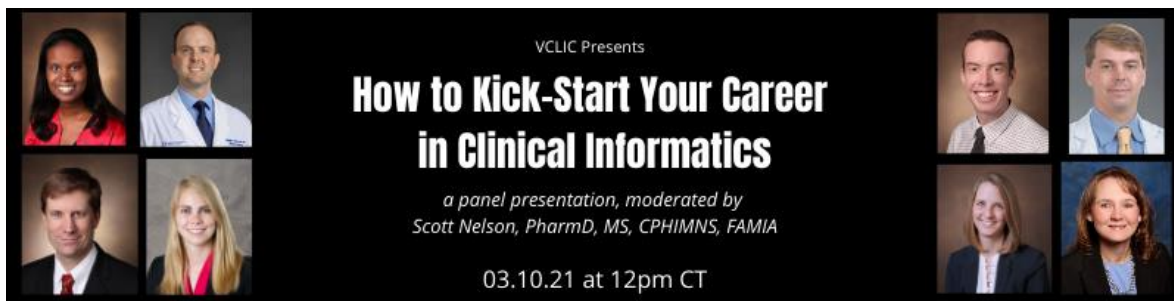 VCLIC Presents
How to Kick-Start Your Career
in Clinical Informatics
a panel presentation, moderated by
Scott Nelson, PharmD, MS, CPHIMNS, FAMIA
03.10.21 at 12pm CT